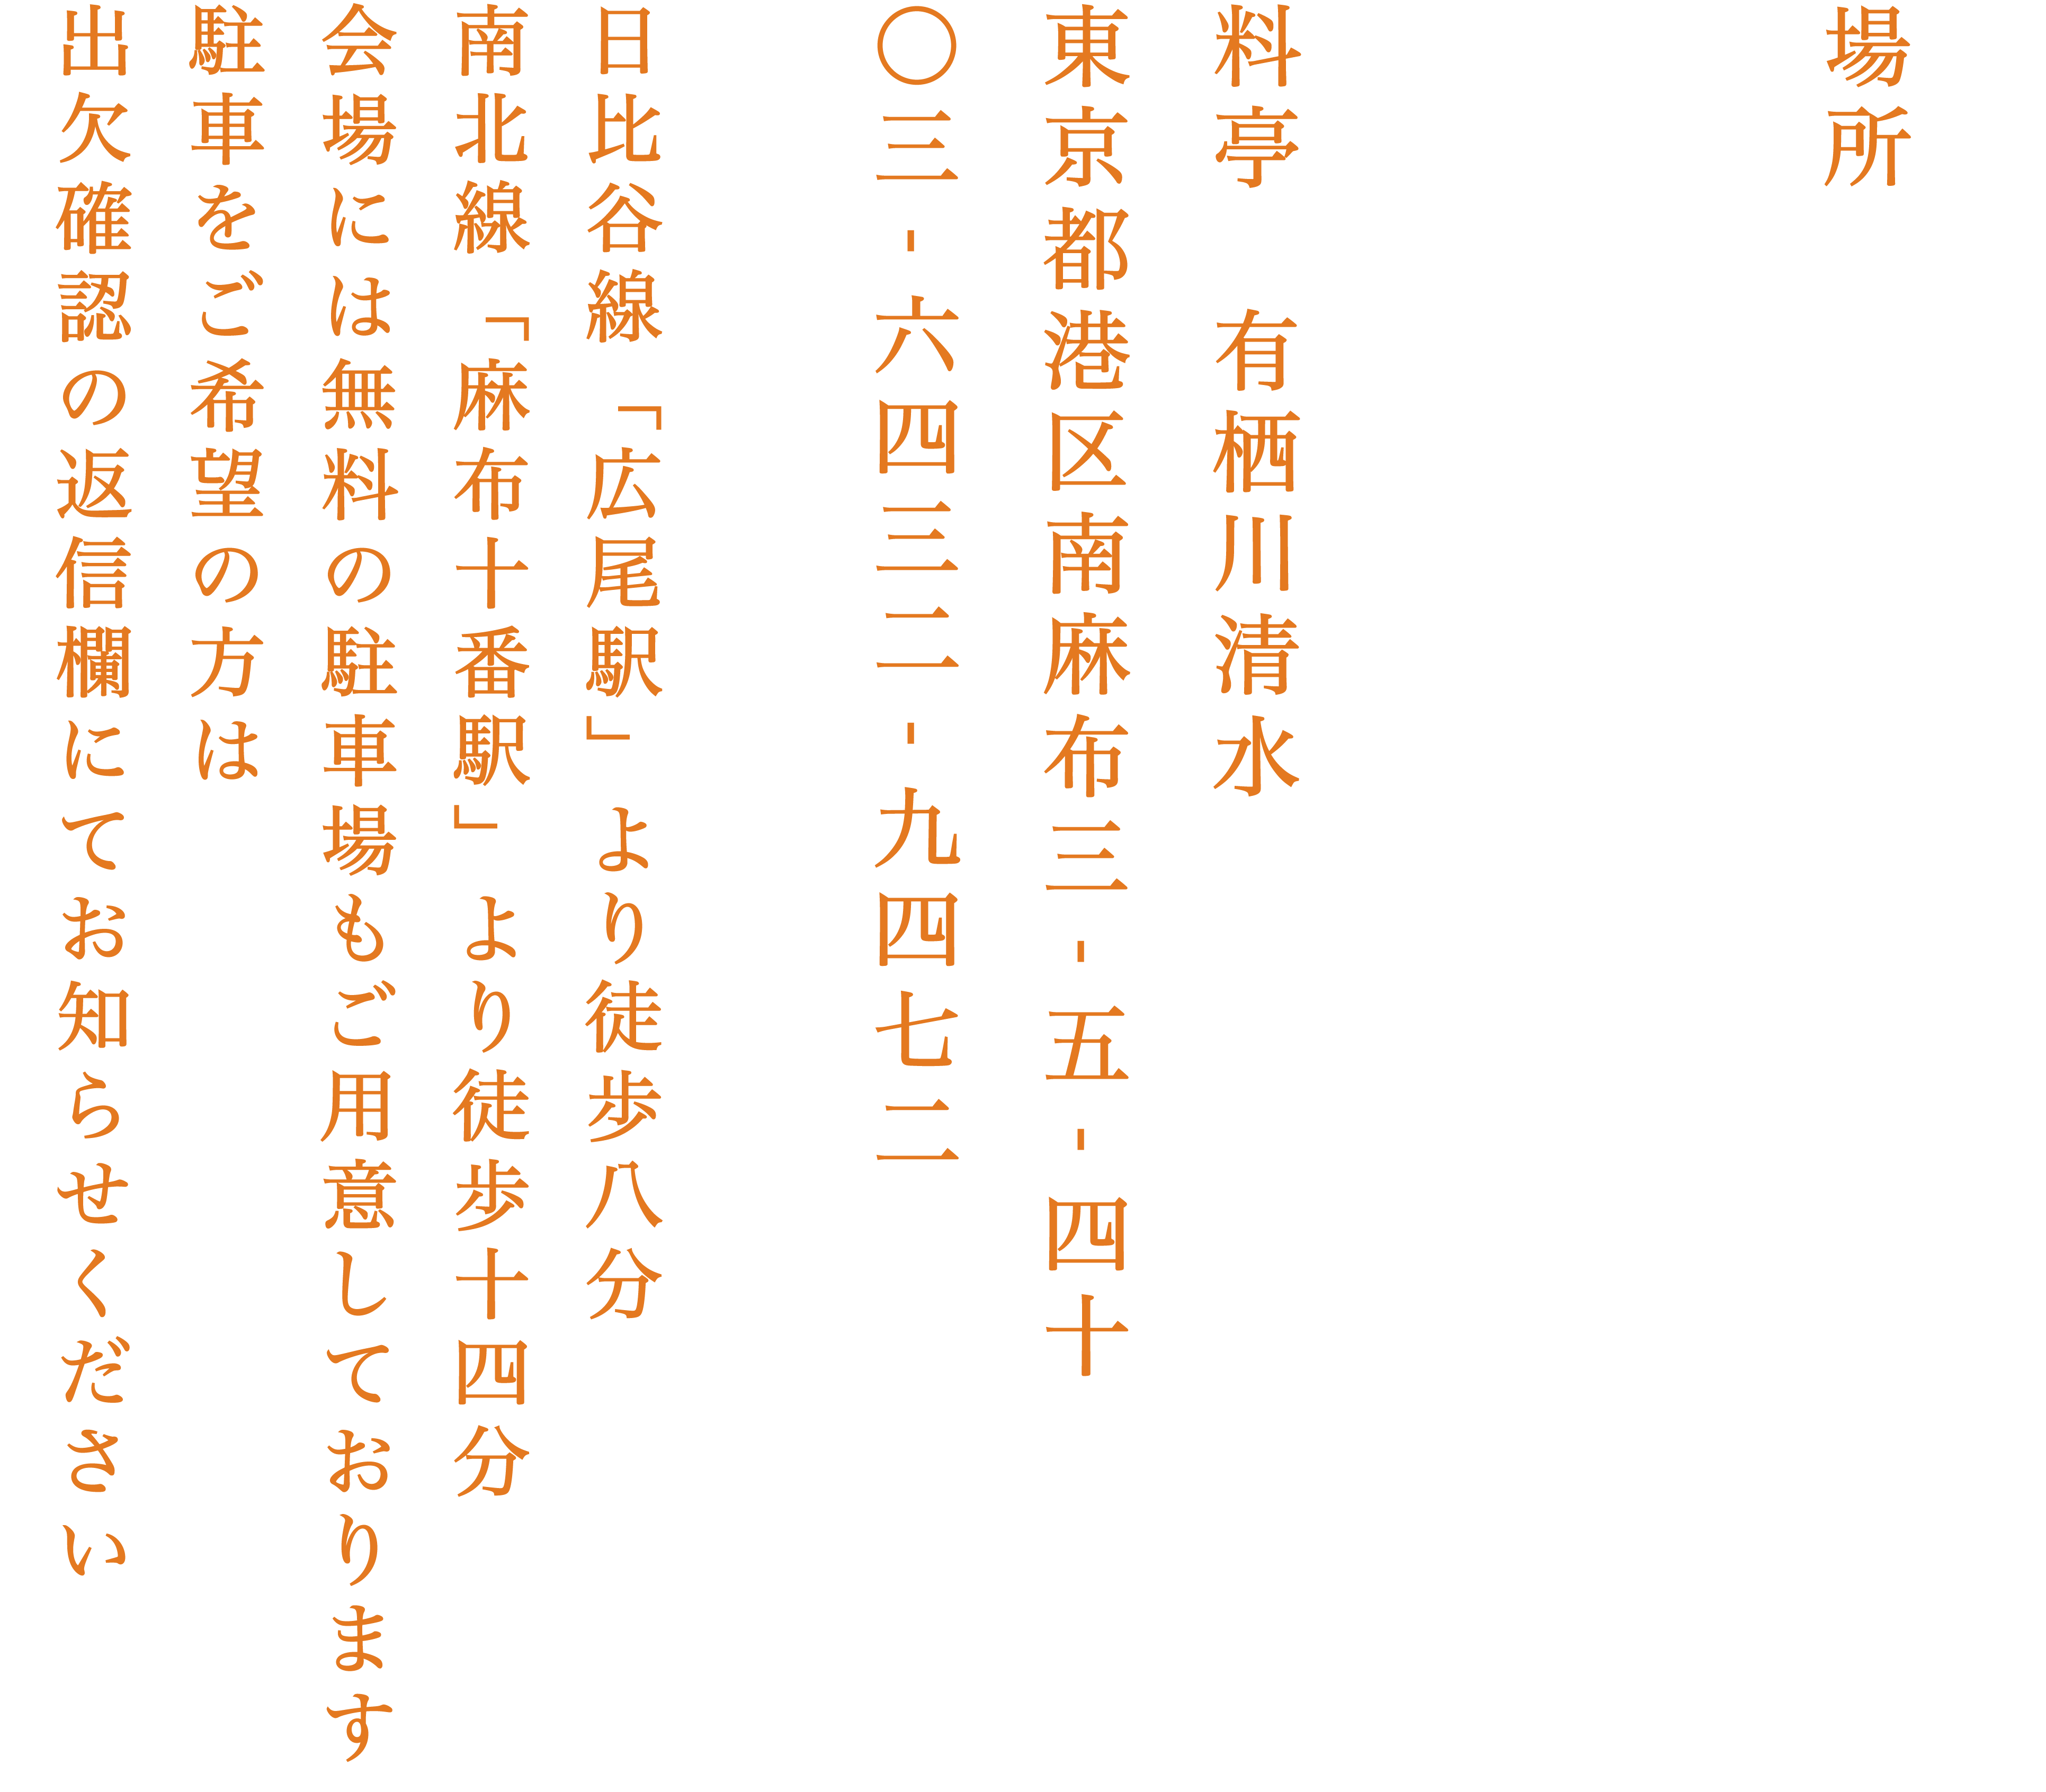 場所
料亭　有栖川清水
東京都港区南麻布三-五-四十
〇三-六四三二-九四七二
日比谷線「広尾駅」より徒歩八分
南北線「麻布十番駅」より徒歩十四分
会場には無料の駐車場もご用意しております
駐車をご希望の方は
出欠確認の返信欄にてお知らせください